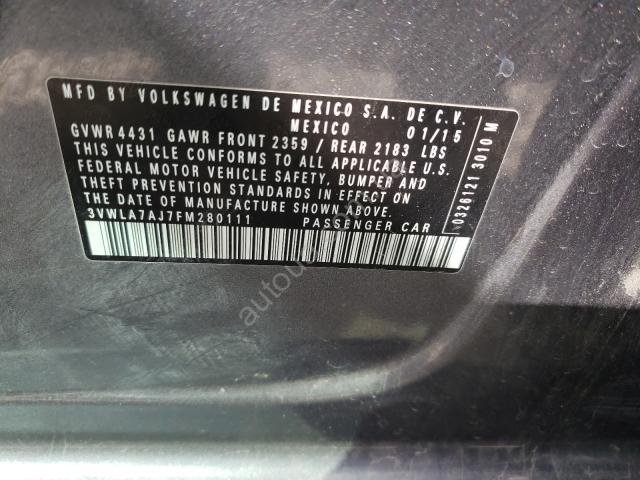 MFD BY VOLKSWAGEN DE MEXICO S.A. DE C.V.
MEXICO 01/15
GVWR 4431 GAWR FRONT 2359 / REAR 2183 LBS
THIS VEHICLE CONFORMS TO ALL APPLICABLE U.S.
FEDERAL MOTOR VEHICLE SAFETY, BUMPER AND
THEFT PREVENTION STANDARDS IN EFFECT ON
THE DATE OF MANUFACTURE SHOWN ABOVE.
3VWLA7AJ7FM280111 PASSENGER CAR
0326121 3010 M